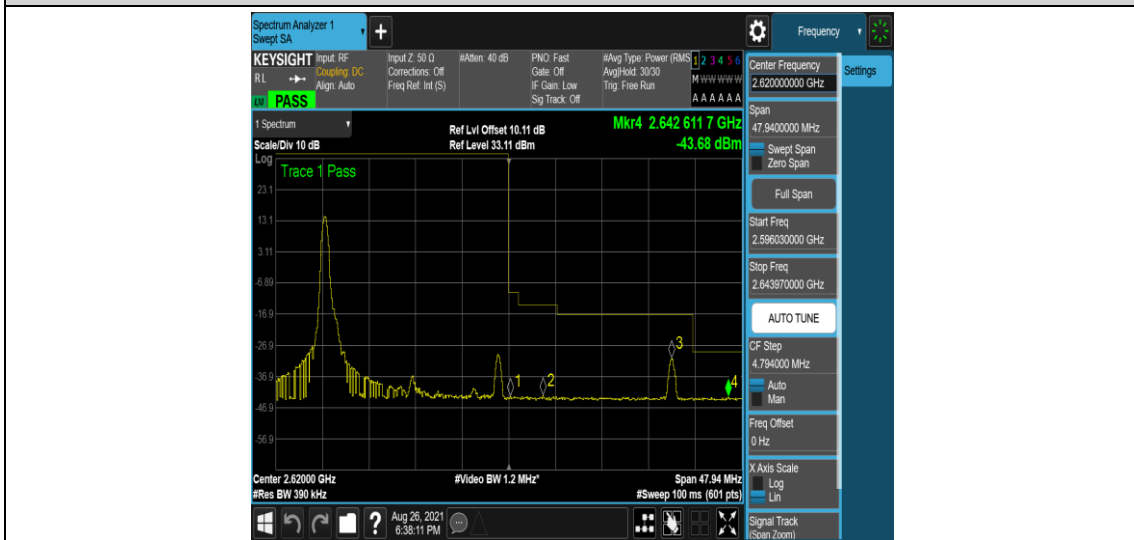 Spectrum Analyzer 1
Swept SA
Frequency
KEYSIGHT
RL
Input: RF
Coupling: DC
Align: Auto
Input Z: 50 Ω
Corrections: Off
Freq Ref: Int (S)
#Atten: 40 dB
PNO: Fast
Gate: Off
IF Gain: Low
Sig Track: Off
#Avg Type: Power (RMS
Avg|Hold: 30/30
Trig: Free Run
1 2 3 4 5 6
M W W W W W
A A A A A A
PASS
1 Spectrum
Scale/Div 10 dB
Ref Lvl Offset 10.11 dB
Ref Level 33.11 dBm
Mkr4 2.642 611 7 GHz
-43.68 dBm
Log
Trace 1 Pass
23.1
13.1
3.11
-6.89
-16.9
-26.9
-36.9
-46.9
-56.9
1
2
3
4
Center 2.62000 GHz
#Res BW 390 kHz
#Video BW 1.2 MHz*
Span 47.94 MHz
#Sweep 100 ms (601 pts)
?
Aug 26, 2021
6:38:11 PM
Center Frequency
2.620000000 GHz
Settings
Span
47.9400000 MHz
Swept Span
Zero Span
Full Span
Start Freq
2.596030000 GHz
Stop Freq
2.643970000 GHz
AUTO TUNE
CF Step
4.794000 MHz
Auto
Man
Freq Offset
0 Hz
X Axis Scale
Log
Lin
Signal Track
(Span Zoom)